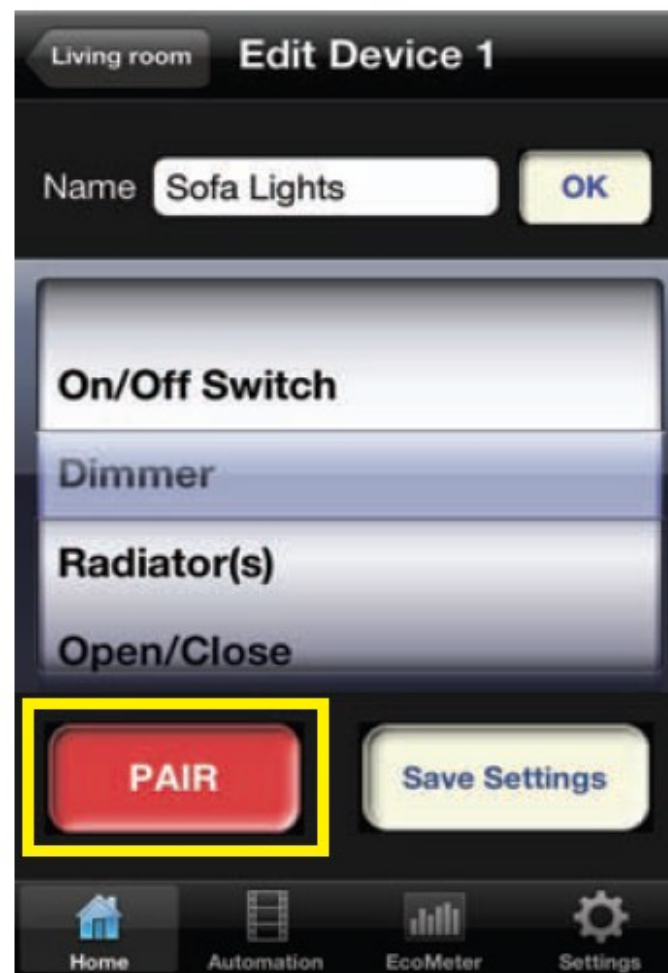 Living room Edit Device 1
Name Sofa Lights OK
On/Off Switch
Dimmer
Radiator(s)
Open/Close
PAIR Save Settings
Home Automation EcoMeter Settings